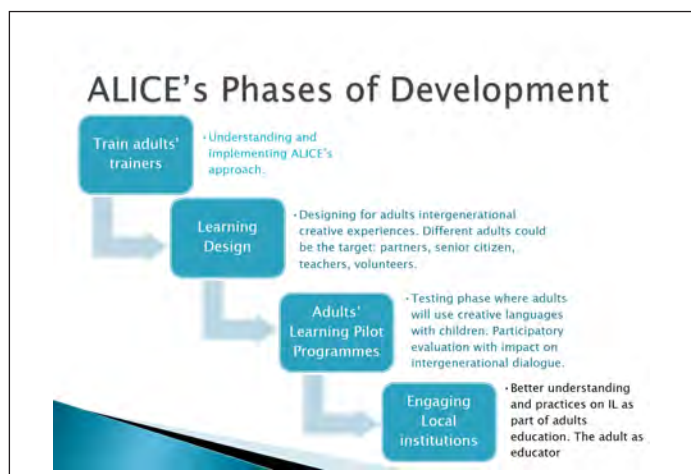 ALICE's Phases of Development
Train adults'
trainers
•Understanding and
implementing ALICE's
approach.
Learning
Design
•Designing for adults intergenerational
creative experiences. Different adults could
be the target: partners, senior citizen,
teachers, volunteers.
Adults'
Learning Pilot
Programmes
•Testing phase where adults
will use creative languages
with children. Participatory
evaluation with impact on
intergenerational dialogue.
Engaging
Local
institutions
•Better understanding
and practices on IL as
part of adults
education. The adult as
educator